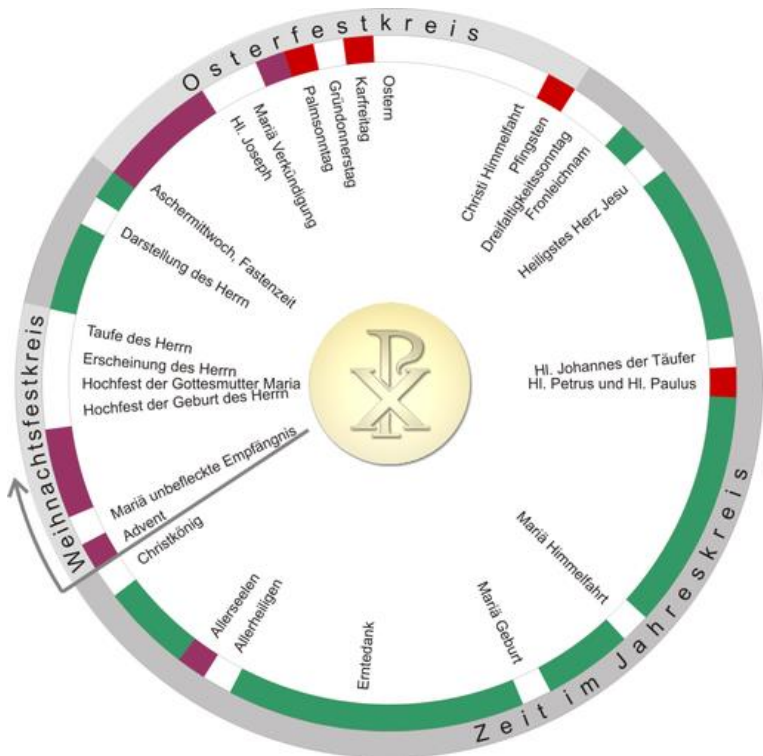 Osterfestkreis
Hl. Joseph
Mariä Verkündigung
Palmsonntag
Gründonnerstag
Karfreitag
Ostern
Christi Himmelfahrt
Pfingsten
Dreifaltigkeitssonntag
Fronleichnam
Heiligstes Herz Jesu
Hl. Johannes der Täufer
Hl. Petrus und Hl. Paulus
Zeit im Jahreskreis
Mariä Himmelfahrt
Mariä Geburt
Erntedank
Allerheiligen
Allerseelen
Christkönig
Advent
Mariä unbefleckte Empfängnis
Weihnachtsfestkreis
Hochfest der Geburt des Herrn
Hochfest der Gottesmutter Maria
Erscheinung des Herrn
Taufe des Herrn
Darstellung des Herrn
Aschermittwoch, Fastenzeit